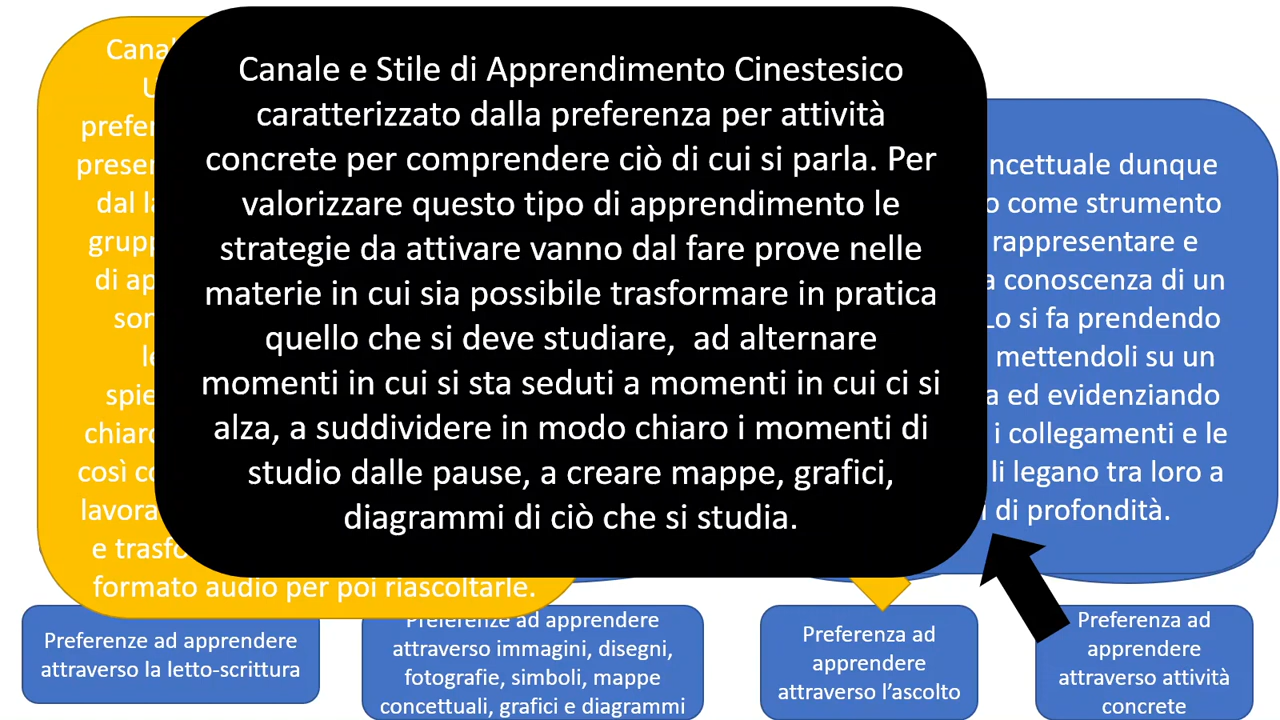 Canale e Stile di Apprendimento Cinestesico
caratterizzato dalla preferenza per attività
concrete per comprendere ciò di cui si parla. Per
valorizzare questo tipo di apprendimento le
strategie da attivare vanno dal fare prove nelle
materie in cui sia possibile trasformare in pratica
quello che si deve studiare, ad alternare
momenti in cui si sta seduti a momenti in cui ci si
alza, a suddividere in modo chiaro i momenti di
studio dalle pause, a creare mappe, grafici,
diagrammi di ciò che si studia.
dal
di
così
e
formato audio per poi riascoltarle.
dunque
come strumento
rappresentare e
conoscenza di un
Lo si fa prendendo
mettendoli su un
ed evidenziando
i collegamenti e le
li legano tra loro a
di profondità.
Preferenze ad apprendere
attraverso la letto-scrittura
Preferenze ad apprendere
attraverso immagini, disegni,
fotografie, simboli, mappe
concettuali, grafici e diagrammi
Preferenza ad
apprendere
attraverso l'ascolto
Preferenza ad
apprendere
attraverso attività
concrete